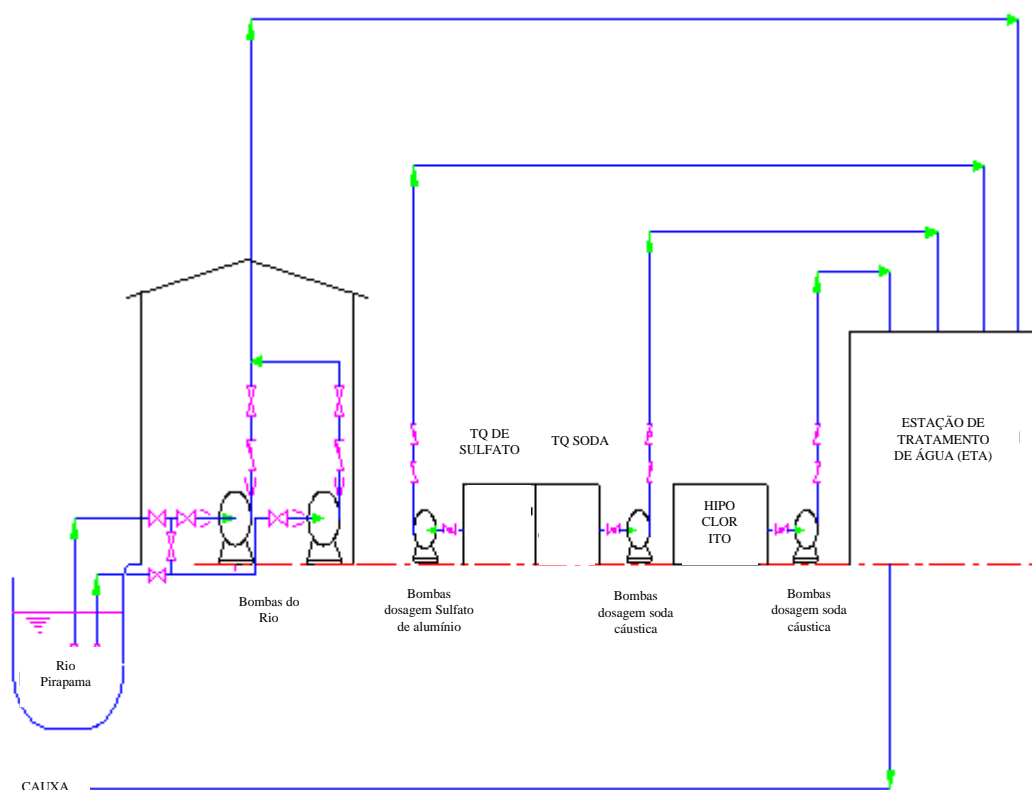 TQ DE
SULFATO
TQ SODA
ESTAÇÃO DE
TRATAMENTO
DE ÁGUA (ETA)
HIPO
CLOR
ITO
Bombas do
Rio
Bombas
dosagem Sulfato
de alumínio
Bombas
dosagem soda
cáustica
Bombas
dosagem soda
cáustica
Rio
Pirapama
CAUXA